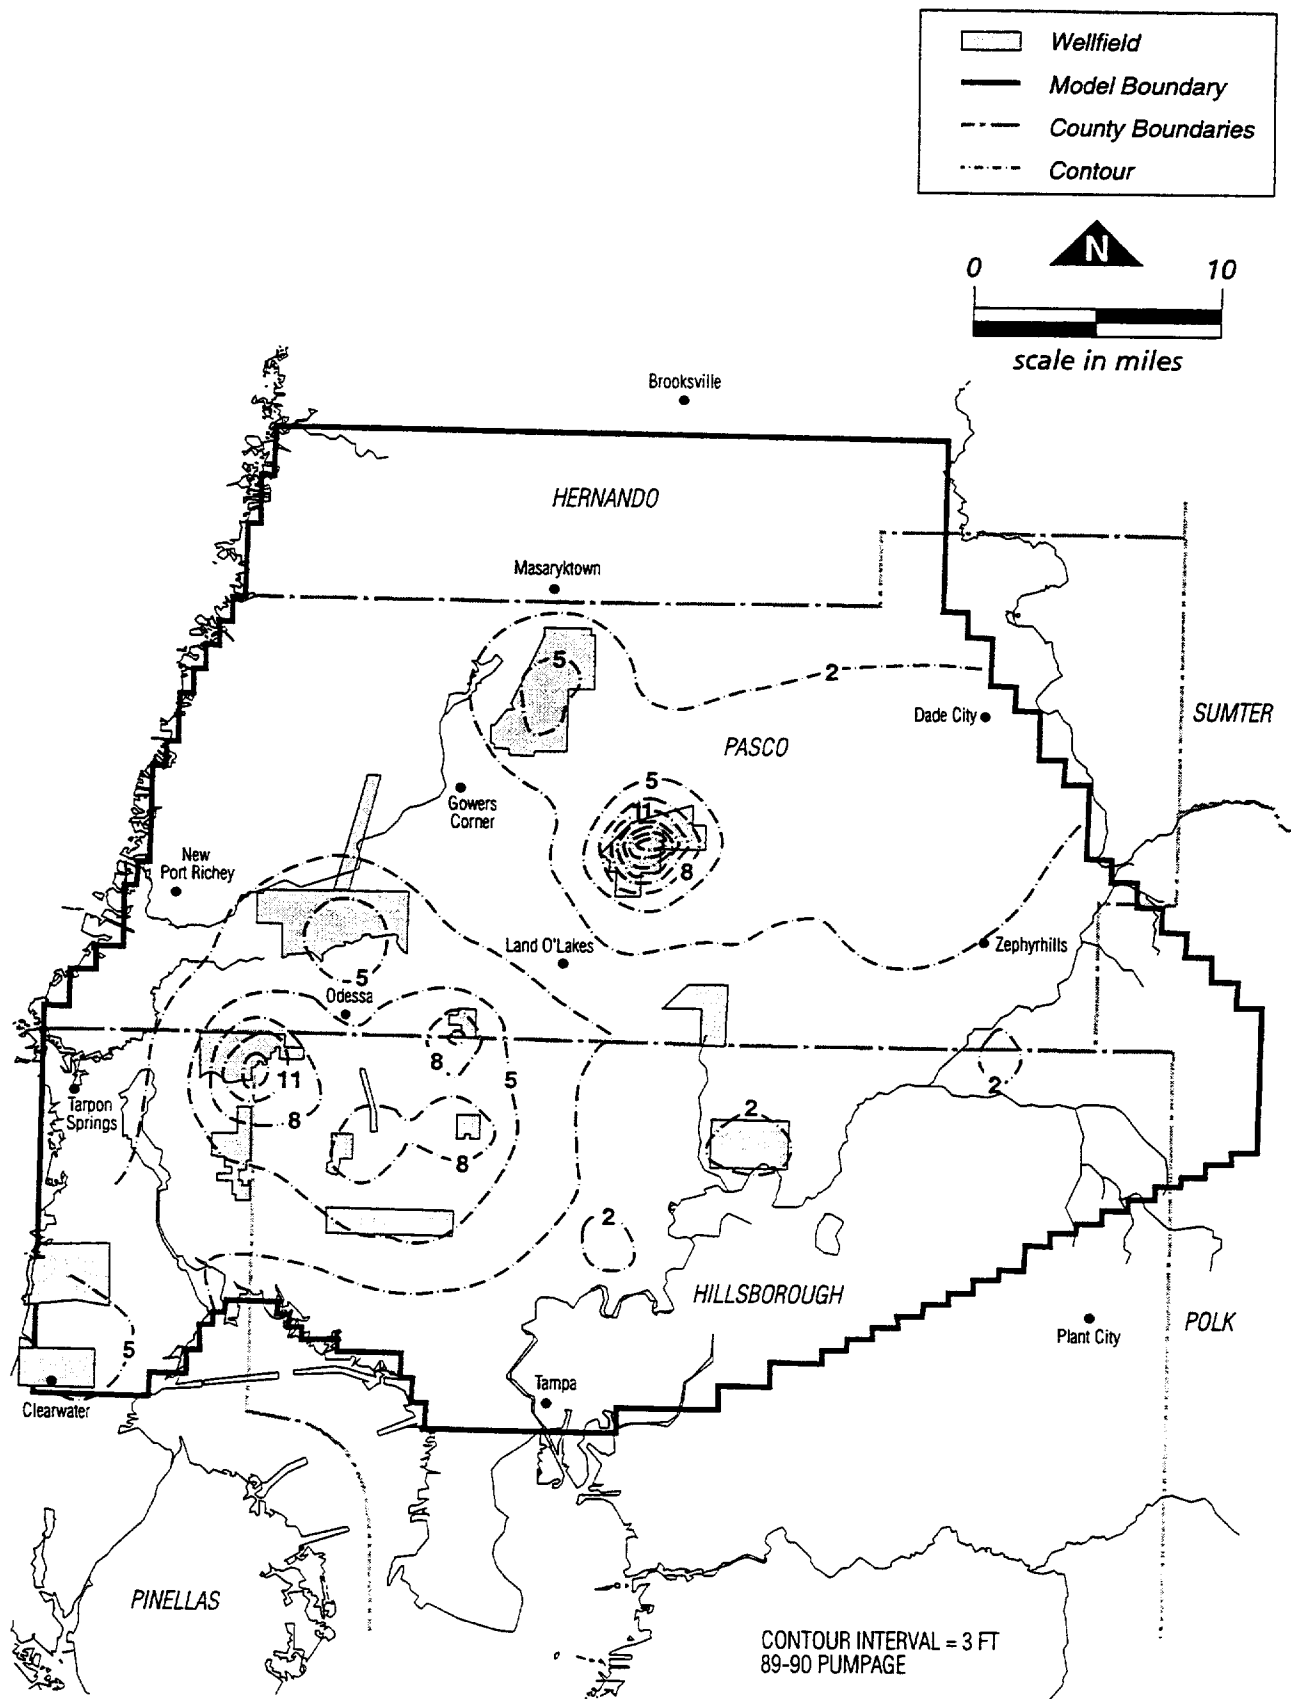 Wellfield
Model Boundary
County Boundaries
Contour
N
0
10
scale in miles
Brooksville
HERNANDO
Masaryktown
5
2
Dade City
SUMTER
PASCO
5
Gowers
Corner
11
New
Port Richey
8
Land O'Lakes
Zephyrhills
5
Odessa
8
11
5
2
Tarpon
Springs
8
2
8
2
HILLSBOROUGH
Plant City
POLK
5
Tampa
Clearwater
PINELLAS
CONTOUR INTERVAL = 3 FT
89-90 PUMPAGE